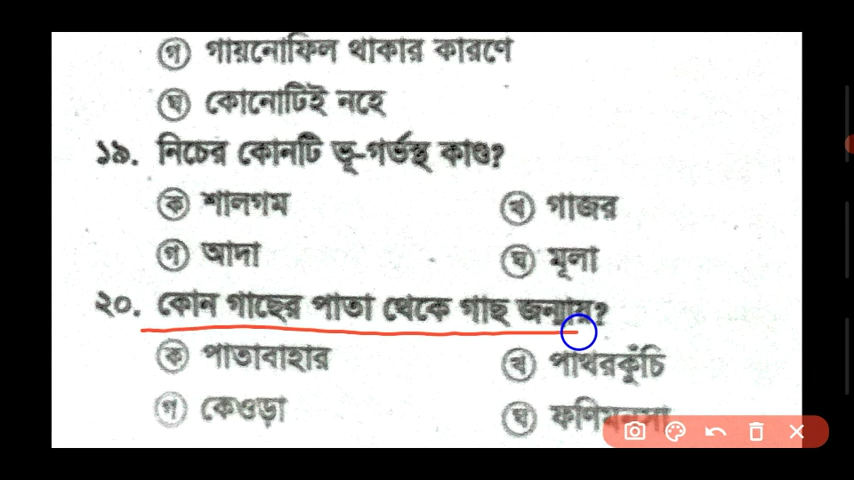 গ গায়নোফিল থাকার কারণে
ঘ কোনোটিই নহে
১৯. নিচের কোনটি ভূ-গর্ভস্থ কাণ্ড?
ক শালগম খ গাজর
গ আদা ঘ মূলা
২০. কোন গাছের পাতা থেকে গাছ জন্মায়?
ক পাতাবাহার খ পাথরকুঁচি
গ কেওড়া ঘ